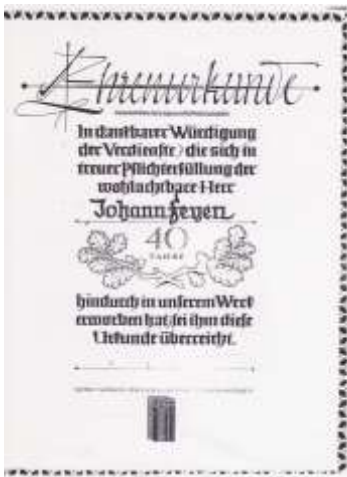 Ehrenurkunde
In dankbarer Würdigung
der Verdienste, die sich in
treuer Pflichterfüllung der
wohlachtbare Herr
Johann Feyen
40
JAHRE
hindurch in unserem Werk
erworben hat, sei ihm diese
Urkunde überreicht.